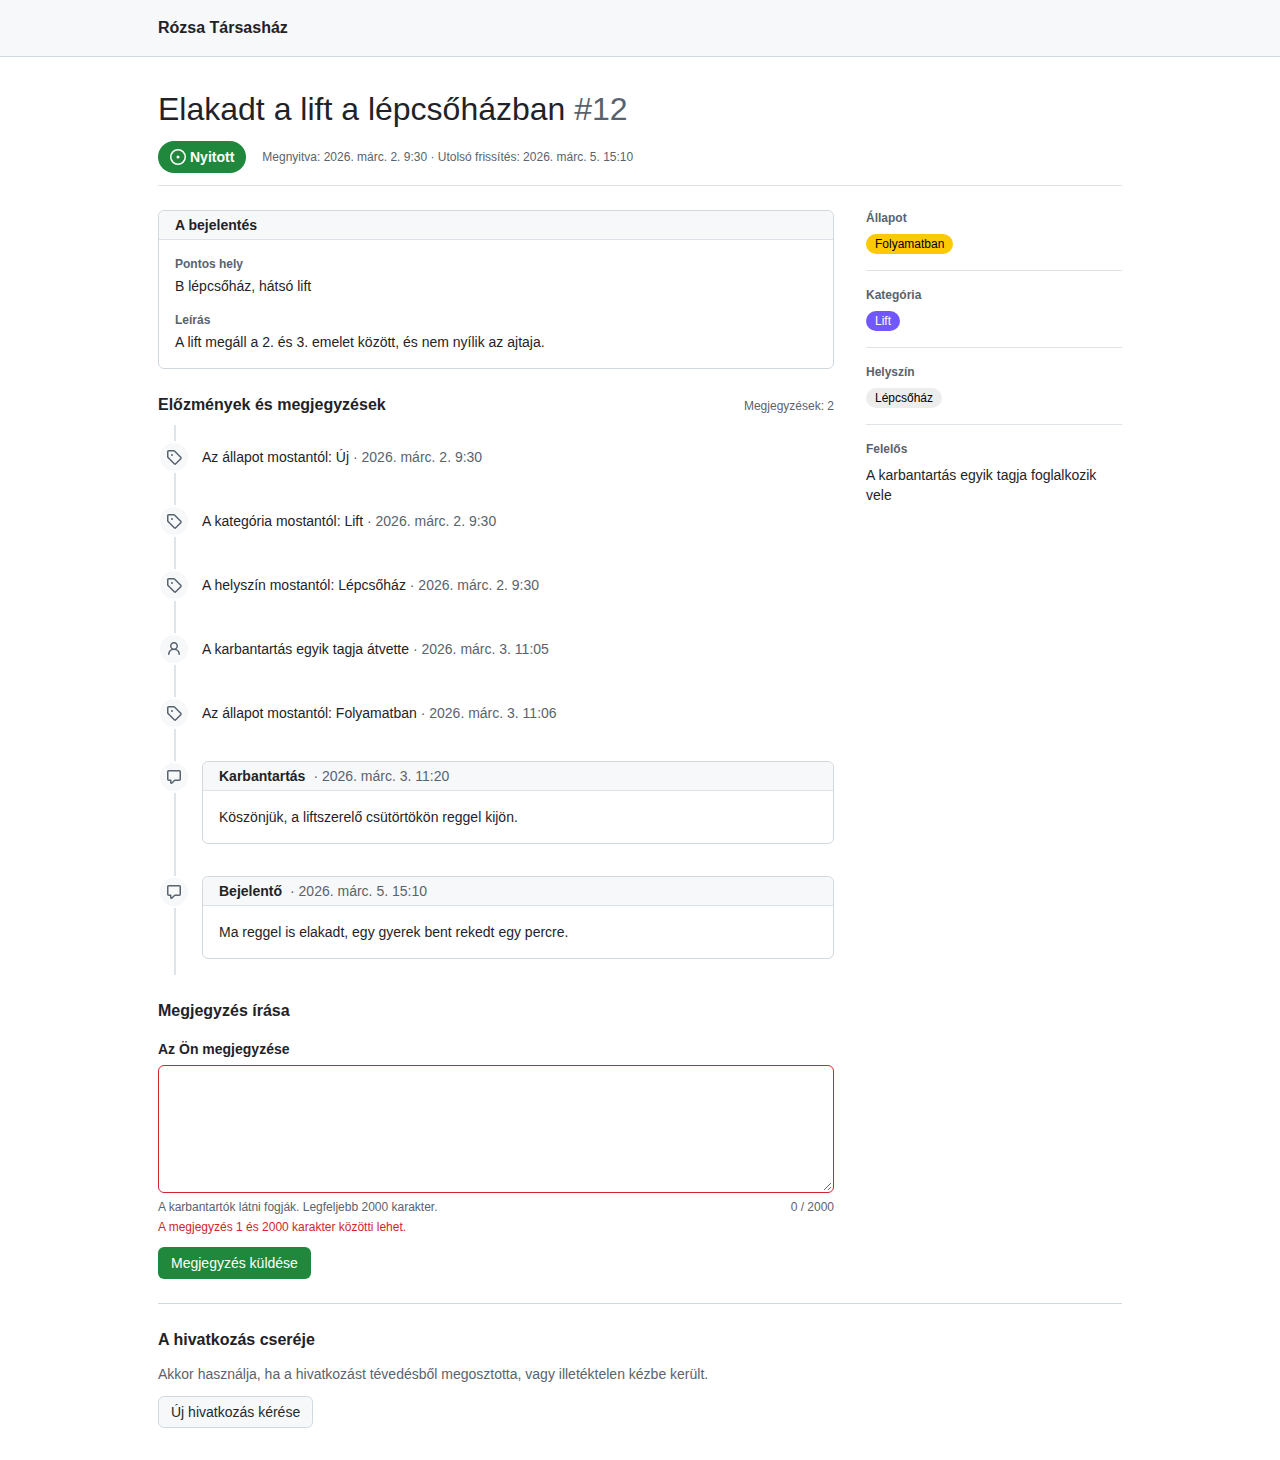 Rózsa Társasház
Elakadt a lift a lépcsőházban #12
Nyitott
Megnyitva: 2026. márc. 2. 9:30 · Utolsó frissítés: 2026. márc. 5. 15:10
A bejelentés
Pontos hely
B lépcsőház, hátsó lift
Leírás
A lift megáll a 2. és 3. emelet között, és nem nyílik az ajtaja.
Állapot
Folyamatban
Kategória
Lift
Helyszín
Lépcsőház
Felelős
A karbantartás egyik tagja foglalkozik
vele
Előzmények és megjegyzések
Megjegyzések: 2
Az állapot mostantól: Új · 2026. márc. 2. 9:30
A kategória mostantól: Lift · 2026. márc. 2. 9:30
A helyszín mostantól: Lépcsőház · 2026. márc. 2. 9:30
A karbantartás egyik tagja átvette · 2026. márc. 3. 11:05
Az állapot mostantól: Folyamatban · 2026. márc. 3. 11:06
Karbantartás · 2026. márc. 3. 11:20
Köszönjük, a liftszerelő csütörtökön reggel kijön.
Bejelentő · 2026. márc. 5. 15:10
Ma reggel is elakadt, egy gyerek bent rekedt egy percre.
Megjegyzés írása
Az Ön megjegyzése
A karbantartók látni fogják. Legfeljebb 2000 karakter.
0 / 2000
A megjegyzés 1 és 2000 karakter közötti lehet.
Megjegyzés küldése
A hivatkozás cseréje
Akkor használja, ha a hivatkozást tévedésből megosztotta, vagy illetéktelen kézbe került.
Új hivatkozás kérése